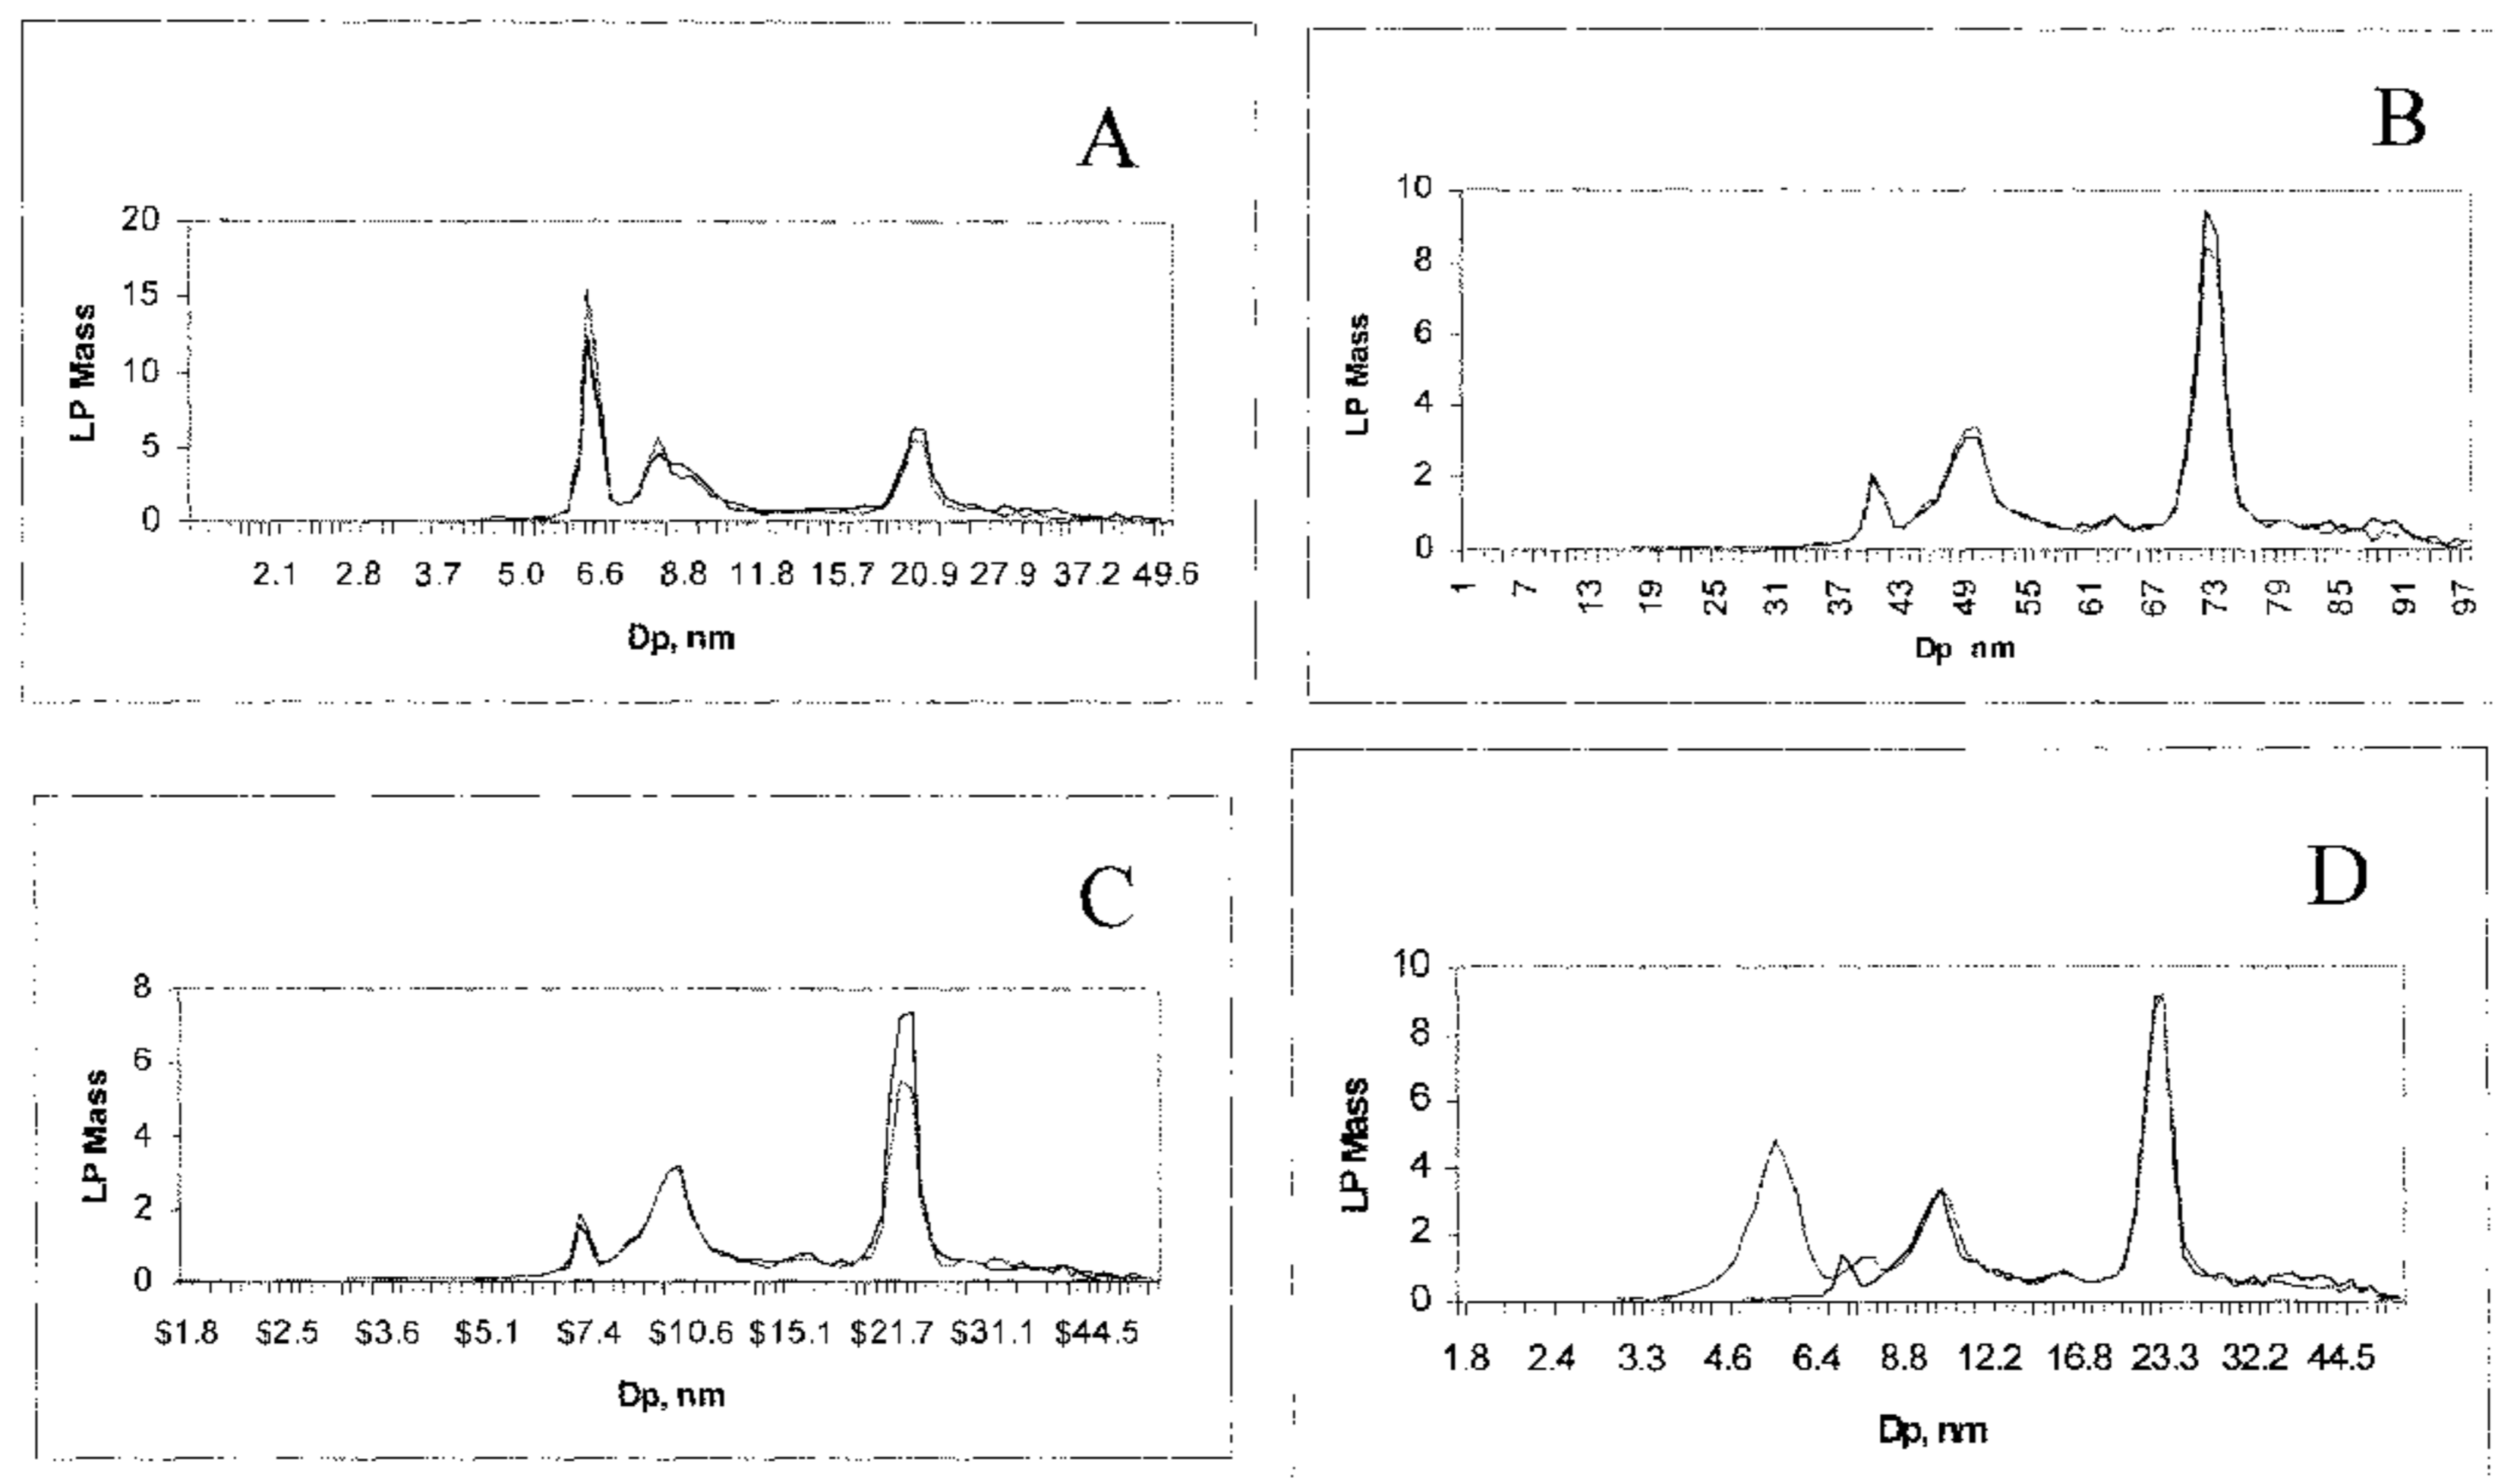 A
20
15
10
5
0
LP Mass
2.1 2.8 3.7 5.0 6.6 8.8 11.8 15.7 20.9 27.9 37.2 49.6
Dp, nm
B
10
8
6
4
2
0
LP Mass
1 7 13 19 25 31 37 43 49 55 61 67 73 79 85 91 97
Dp nm
C
8
6
4
2
0
LP Mass
$1.8 $2.5 $3.6 $5.1 $7.4 $10.6 $15.1 $21.7 $31.1 $44.5
Dp, nm
D
10
8
6
4
2
0
LP Mass
1.8 2.4 3.3 4.6 6.4 8.8 12.2 16.8 23.3 32.2 44.5
Dp, nm